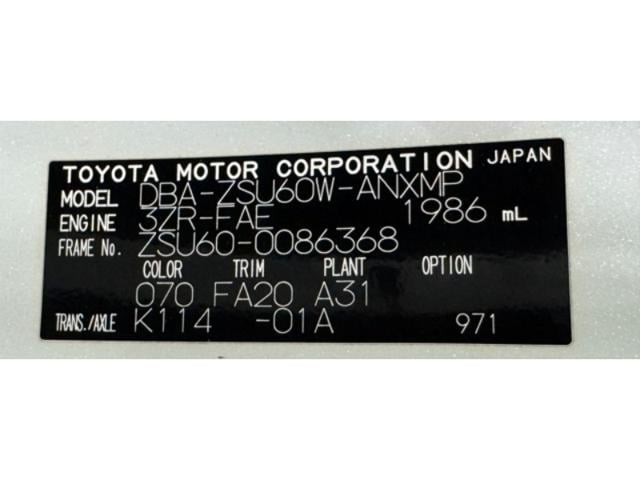 TOYOTA MOTOR CORPORATION JAPAN
MODEL DBA-ZSU60W-ANXMP
ENGINE 3ZR-FAE 1986 mL
FRAME No. ZSU60-0086368
COLOR TRIM PLANT OPTION
070 FA20 A31
TRANS./AXLE K114 -01A 971